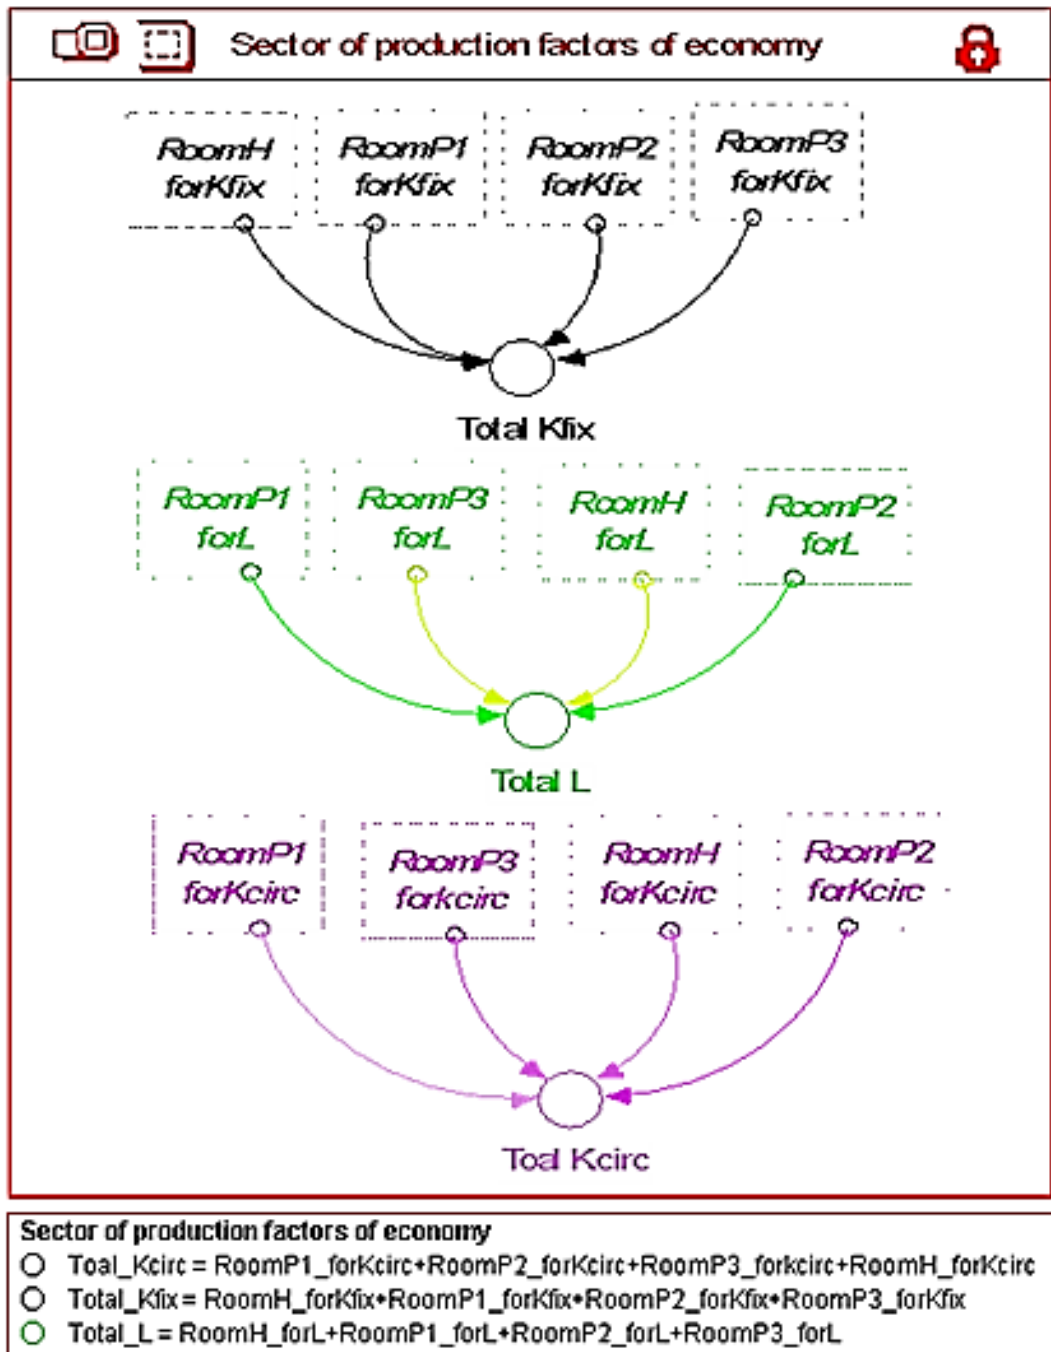 Sector of production factors of economy
RoomH RoomP1 RoomP2 RoomP3
forKfix forKfix forKfix forKfix
Total Kfix
RoomP1 RoomP3 RoomH RoomP2
forL forL forL forL
Total L
RoomP1 RoomP3 RoomH RoomP2
forKcirc forkcirc forKcirc forKcirc
Toal Kcirc
Sector of production factors of economy
Toal_Kcirc = RoomP1_forKcirc+RoomP2_forKcirc+RoomP3_forkcirc+RoomH_forKcirc
Total_Kfix = RoomH_forKfix+RoomP1_forKfix+RoomP2_forKfix+RoomP3_forKfix
Total_L = RoomH_forL+RoomP1_forL+RoomP2_forL+RoomP3_forL